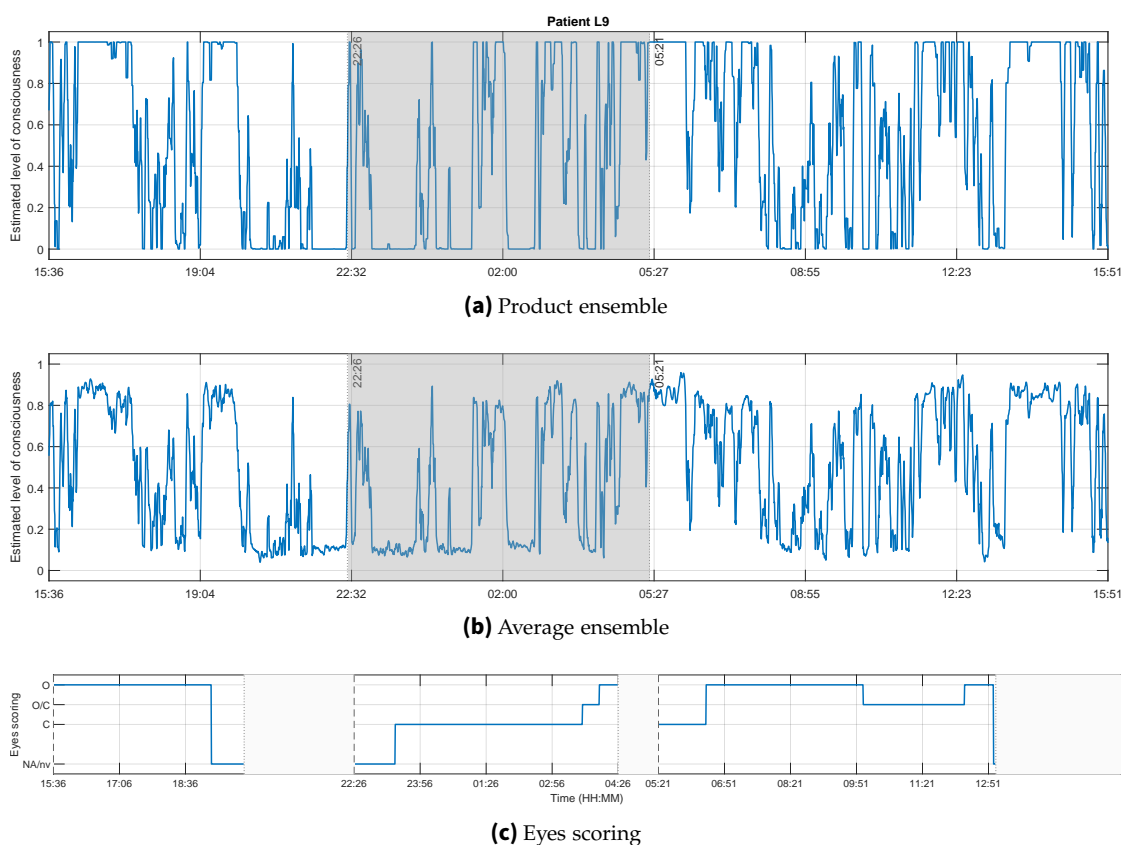 Patient L9
Estimated level of consciousness
1
0.8
0.6
0.4
0.2
0
22:26
05:21
15:36 19:04 22:32 02:00 05:27 08:55 12:23 15:51
(a) Product ensemble
Estimated level of consciousness
1
0.8
0.6
0.4
0.2
0
22:26
05:21
15:36 19:04 22:32 02:00 05:27 08:55 12:23 15:51
(b) Average ensemble
Eyes scoring
O
O/C
C
NA/nv
15:36 17:06 18:36 22:26 23:56 01:26 02:56 04:26 05:21 06:51 08:21 09:51 11:21 12:51
Time (HH:MM)
(c) Eyes scoring